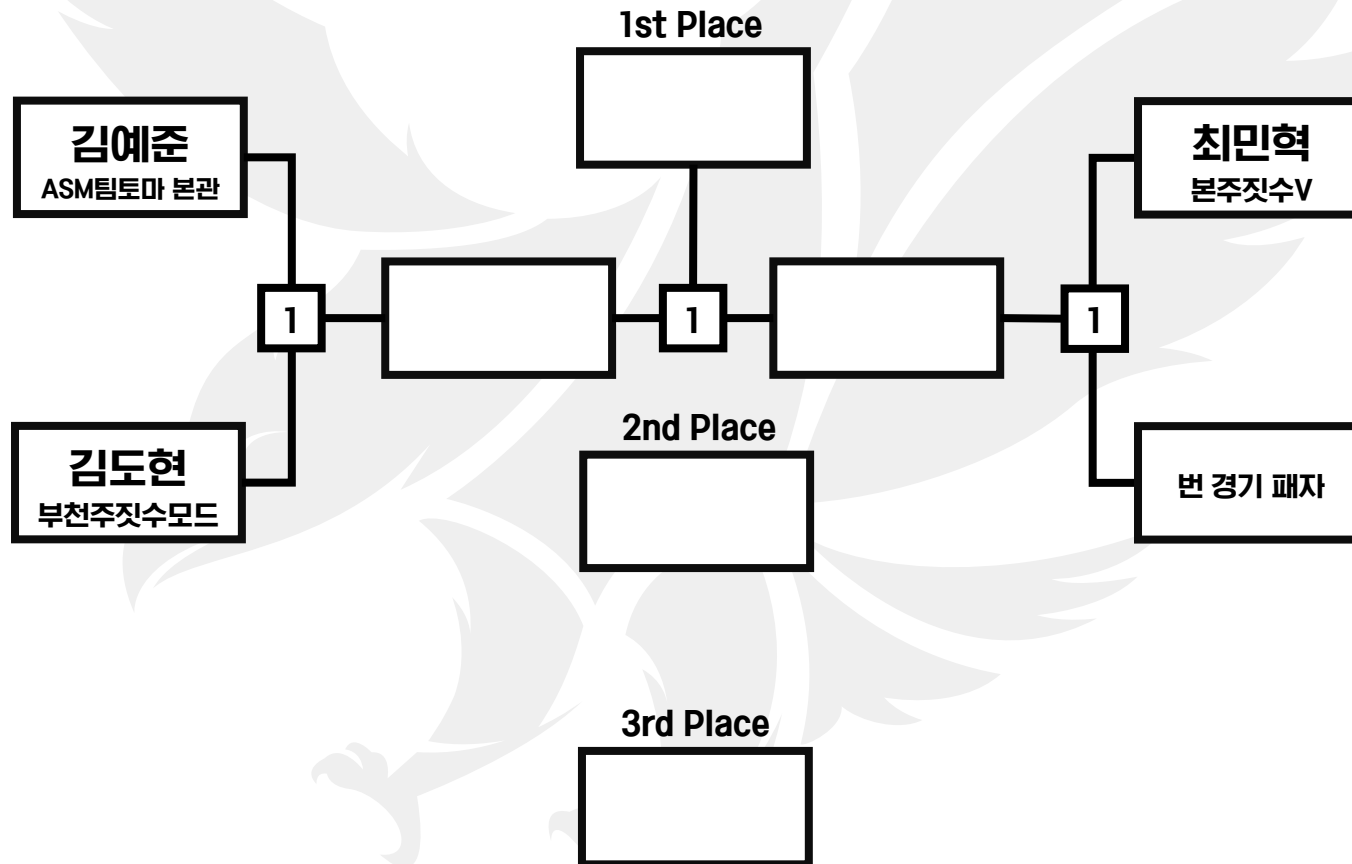 1st Place
김예준
ASM팀토마 본관
최민혁
본주짓수V
1
1
1
2nd Place
김도현
부천주짓수모드
번 경기 패자
3rd Place